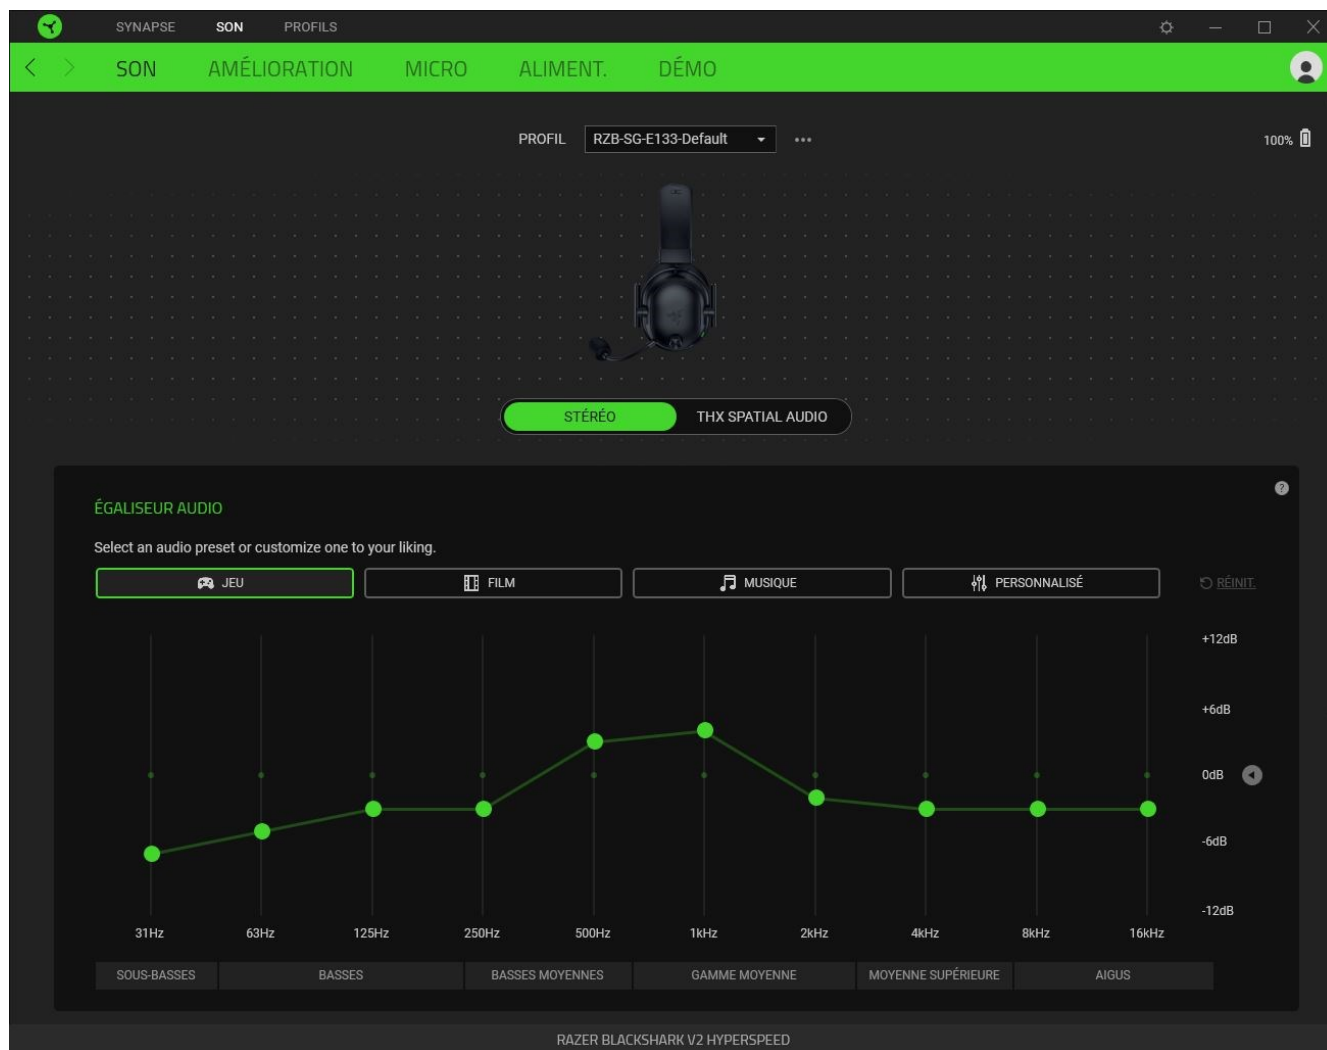 SYNAPSE SON PROFILS
SON AMÉLIORATION MICRO ALIMENT. DÉMO
PROFIL RZB-SG-E133-Default 100%
STÉRÉO THX SPATIAL AUDIO
ÉGALISEUR AUDIO
Select an audio preset or customize one to your liking.
JEU FILM MUSIQUE PERSONNALISÉ RÉINIT.
+12dB
+6dB
0dB
-6dB
-12dB
31Hz 63Hz 125Hz 250Hz 500Hz 1kHz 2kHz 4kHz 8kHz 16kHz
SOUS-BASSES BASSES BASSES MOYENNES GAMME MOYENNE MOYENNE SUPÉRIEURE AIGUS
RAZER BLACKSHARK V2 HYPERSPEED